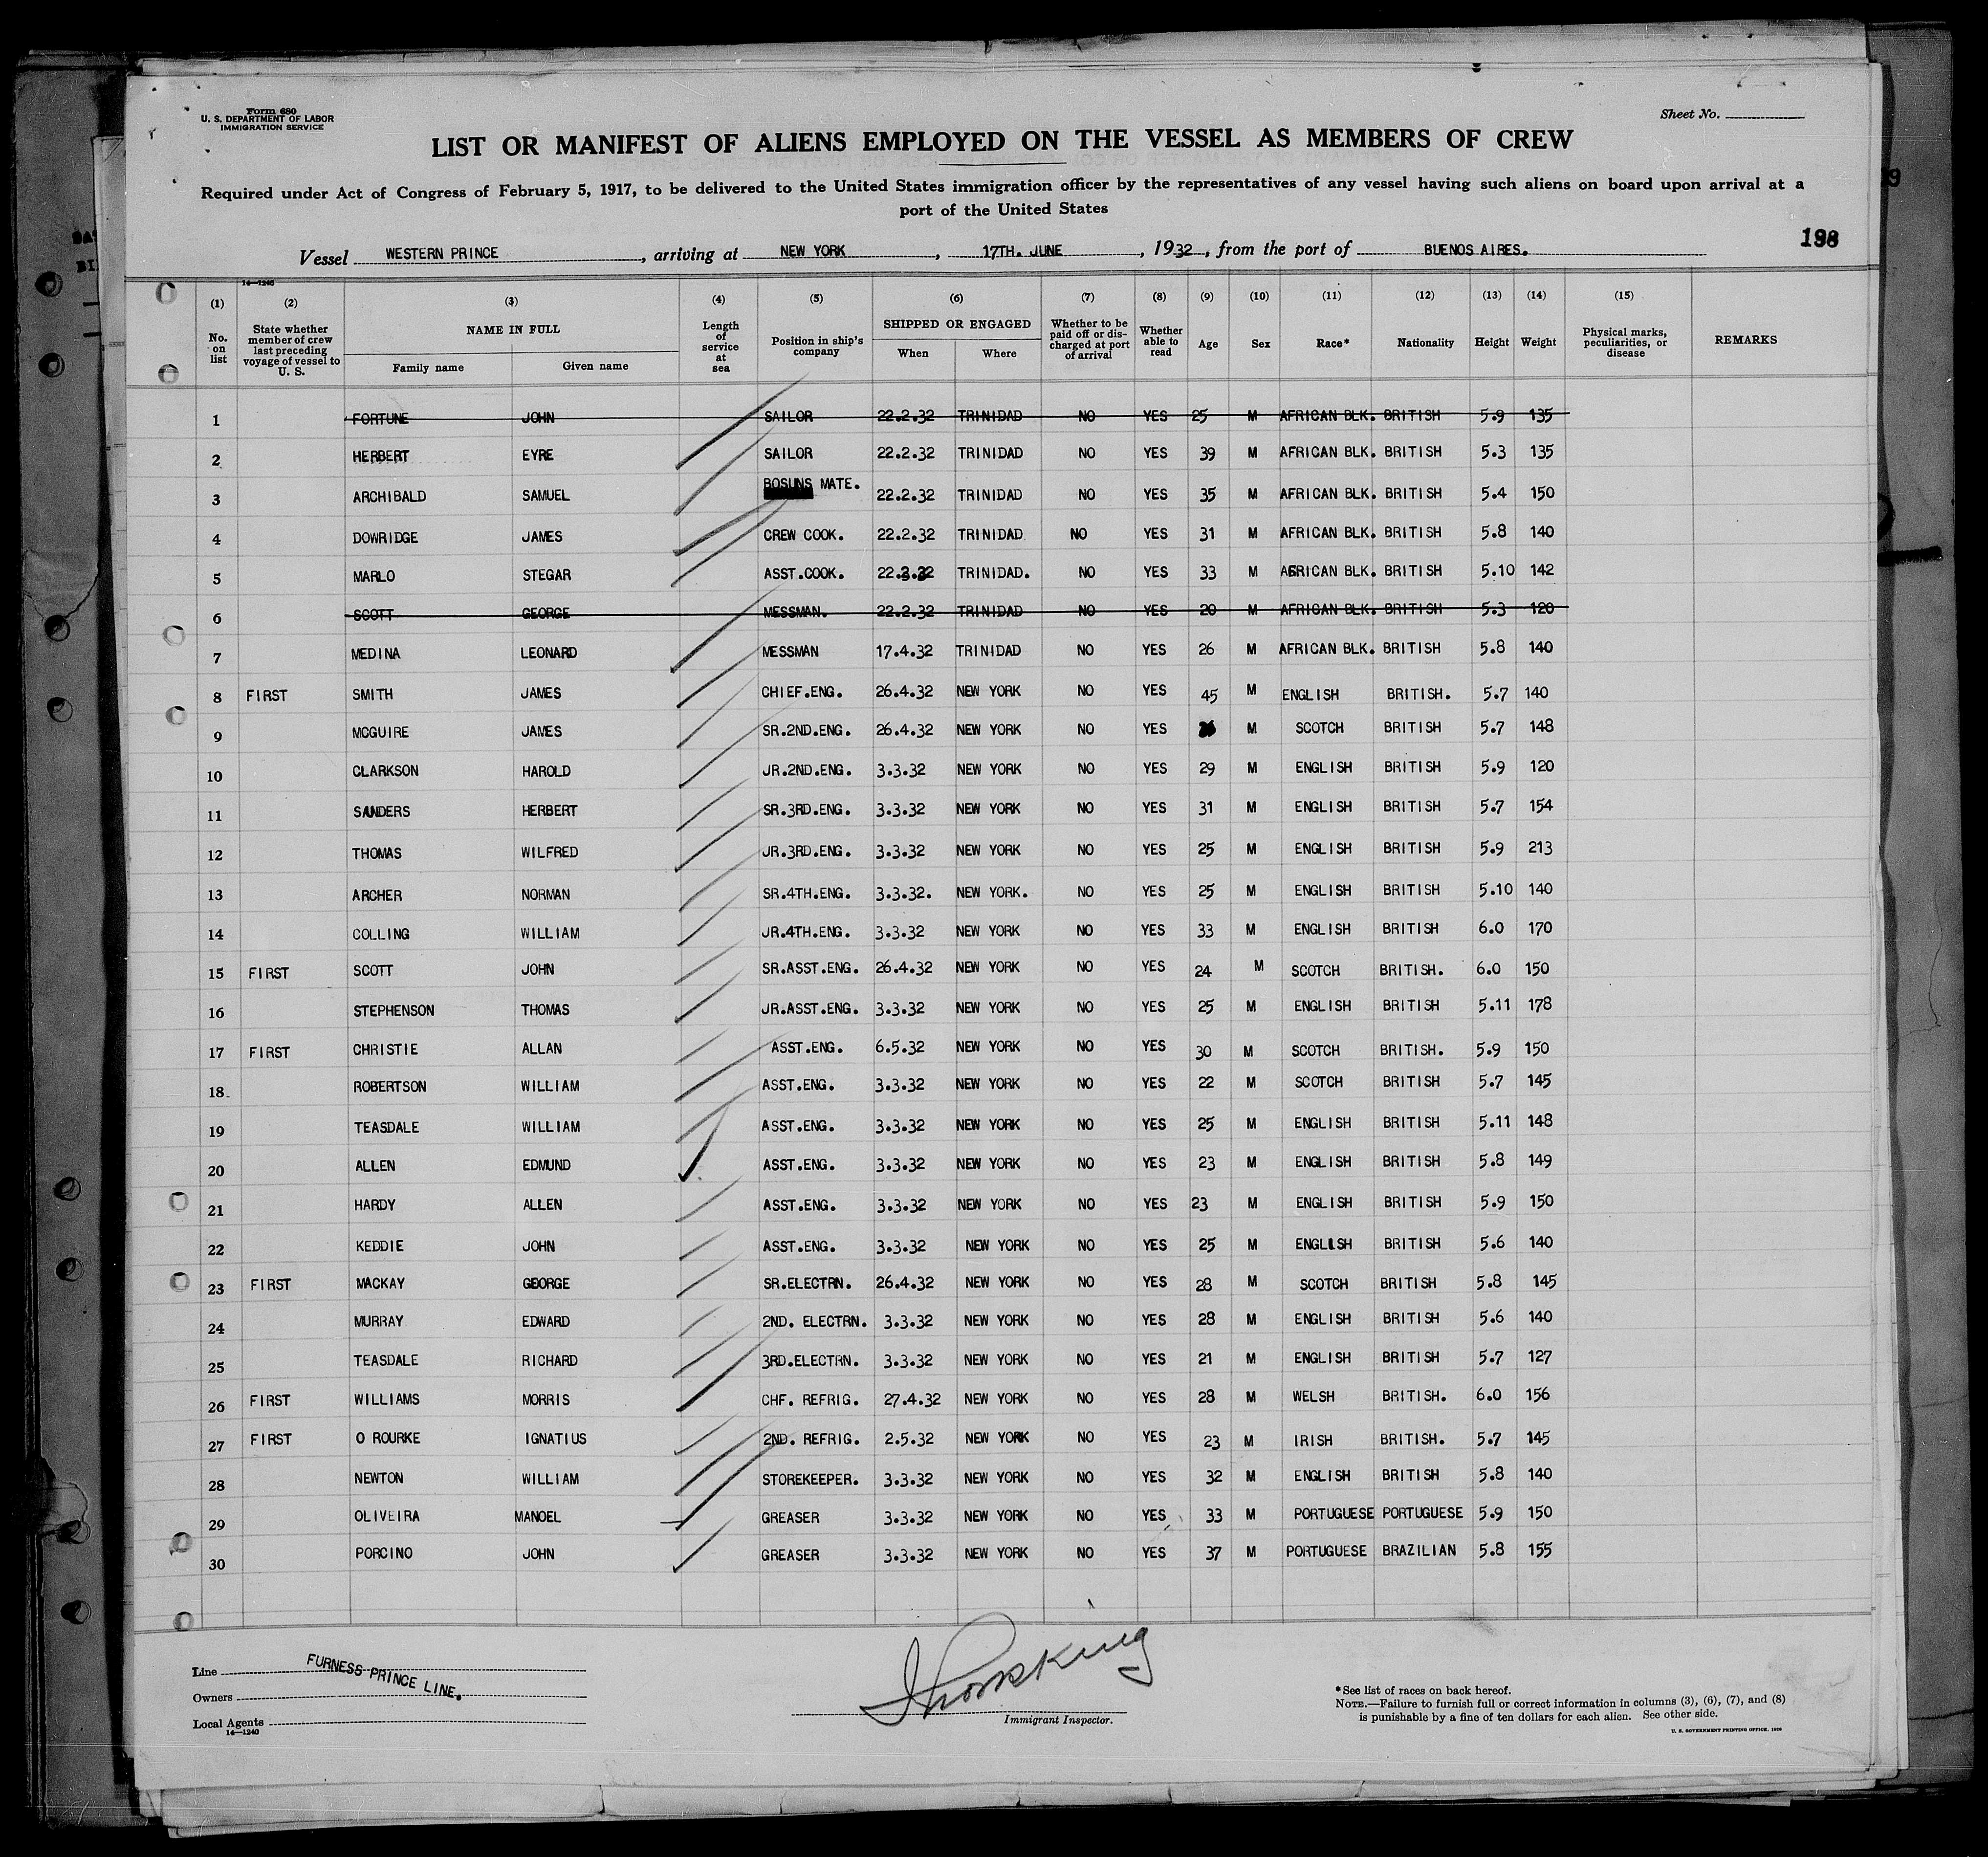 Form 680
U. S. DEPARTMENT OF LABOR
IMMIGRATION SERVICE
Sheet No.
LIST OR MANIFEST OF ALIENS EMPLOYED ON THE VESSEL AS MEMBERS OF CREW
Required under Act of Congress of February 5, 1917, to be delivered to the United States immigration officer by the representatives of any vessel having such aliens on board upon arrival at a
port of the United States
198
Vessel WESTERN PRINCE, arriving at NEW YORK, 17TH. JUNE, 1932, from the port of BUENOS AIRES.
14—1240
(1) (2) (3) (4) (5) (6) (7) (8) (9) (10) (11) (12) (13) (14) (15)
No. on list State whether member of crew last preceding voyage of vessel to U. S. NAME IN FULL Family name Given name Length of service at sea Position in ship's company SHIPPED OR ENGAGED When Where Whether to be paid off or discharged at port of arrival Whether able to read Age Sex Race* Nationality Height Weight Physical marks, peculiarities, or disease REMARKS
1 FORTUNE JOHN SAILOR 22.2.32 TRINIDAD NO YES 25 M AFRICAN BLK. BRITISH 5.9 135
2 HERBERT EYRE SAILOR 22.2.32 TRINIDAD NO YES 39 M AFRICAN BLK. BRITISH 5.3 135
3 ARCHIBALD SAMUEL BOSUNS MATE. 22.2.32 TRINIDAD NO YES 35 M AFRICAN BLK. BRITISH 5.4 150
4 DOWRIDGE JAMES CREW COOK. 22.2.32 TRINIDAD NO YES 31 M AFRICAN BLK. BRITISH 5.8 140
5 MARLO STEGAR ASST.COOK. 22.2.32 TRINIDAD. NO YES 33 M AFRICAN BLK. BRITISH 5.10 142
6 SCOTT GEORGE MESSMAN. 22.2.32 TRINIDAD NO YES 20 M AFRICAN BLK. BRITISH 5.3 120
7 MEDINA LEONARD MESSMAN 17.4.32 TRINIDAD NO YES 26 M AFRICAN BLK. BRITISH 5.8 140
8 FIRST SMITH JAMES CHIEF.ENG. 26.4.32 NEW YORK NO YES 45 M ENGLISH BRITISH. 5.7 140
9 MCGUIRE JAMES SR.2ND.ENG. 26.4.32 NEW YORK NO YES M SCOTCH BRITISH 5.7 148
10 CLARKSON HAROLD JR.2ND.ENG. 3.3.32 NEW YORK NO YES 29 M ENGLISH BRITISH 5.9 120
11 SANDERS HERBERT SR.3RD.ENG. 3.3.32 NEW YORK NO YES 31 M ENGLISH BRITISH 5.7 154
12 THOMAS WILFRED JR.3RD.ENG. 3.3.32 NEW YORK NO YES 25 M ENGLISH BRITISH 5.9 213
13 ARCHER NORMAN SR.4TH.ENG. 3.3.32. NEW YORK. NO YES 25 M ENGLISH BRITISH 5.10 140
14 COLLING WILLIAM JR.4TH.ENG. 3.3.32 NEW YORK NO YES 33 M ENGLISH BRITISH 6.0 170
15 FIRST SCOTT JOHN SR.ASST.ENG. 26.4.32 NEW YORK NO YES 24 M SCOTCH BRITISH. 6.0 150
16 STEPHENSON THOMAS JR.ASST.ENG. 3.3.32 NEW YORK NO YES 25 M ENGLISH BRITISH 5.11 178
17 FIRST CHRISTIE ALLAN ASST.ENG. 6.5.32 NEW YORK NO YES 30 M SCOTCH BRITISH. 5.9 150
18 ROBERTSON WILLIAM ASST.ENG. 3.3.32 NEW YORK NO YES 22 M SCOTCH BRITISH 5.7 145
19 TEASDALE WILLIAM ASST.ENG. 3.3.32 NEW YORK NO YES 25 M ENGLISH BRITISH 5.11 148
20 ALLEN EDMUND ASST.ENG. 3.3.32 NEW YORK NO YES 23 M ENGLISH BRITISH 5.8 149
21 HARDY ALLEN ASST.ENG. 3.3.32 NEW YORK NO YES 23 M ENGLISH BRITISH 5.9 150
22 KEDDIE JOHN ASST.ENG. 3.3.32 NEW YORK NO YES 25 M ENGLISH BRITISH 5.6 140
23 FIRST MACKAY GEORGE SR.ELECTRN. 26.4.32 NEW YORK NO YES 28 M SCOTCH BRITISH 5.8 145
24 MURRAY EDWARD 2ND. ELECTRN. 3.3.32 NEW YORK NO YES 28 M ENGLISH BRITISH 5.6 140
25 TEASDALE RICHARD 3RD.ELECTRN. 3.3.32 NEW YORK NO YES 21 M ENGLISH BRITISH 5.7 127
26 FIRST WILLIAMS MORRIS CHF. REFRIG. 27.4.32 NEW YORK NO YES 28 M WELSH BRITISH. 6.0 156
27 FIRST O ROURKE IGNATIUS 2ND. REFRIG. 2.5.32 NEW YORK NO YES 23 M IRISH BRITISH. 5.7 145
28 NEWTON WILLIAM STOREKEEPER. 3.3.32 NEW YORK NO YES 32 M ENGLISH BRITISH 5.8 140
29 OLIVEIRA MANOEL GREASER 3.3.32 NEW YORK NO YES 33 M PORTUGUESE PORTUGUESE 5.9 150
30 PORCINO JOHN GREASER 3.3.32 NEW YORK NO YES 37 M PORTUGUESE BRAZILIAN 5.8 155
Line FURNESS PRINCE LINE.
Owners
Local Agents
14—1240
Immigrant Inspector.
*See list of races on back hereof.
NOTE.—Failure to furnish full or correct information in columns (3), (6), (7), and (8)
is punishable by a fine of ten dollars for each alien. See other side.
U. S. GOVERNMENT PRINTING OFFICE.